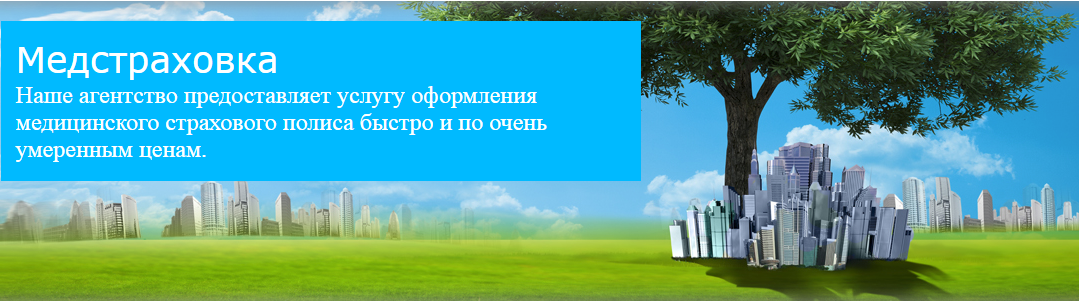 Медстраховка
Наше агентство предоставляет услугу оформления
медицинского страхового полиса быстро и по очень
умеренным ценам.